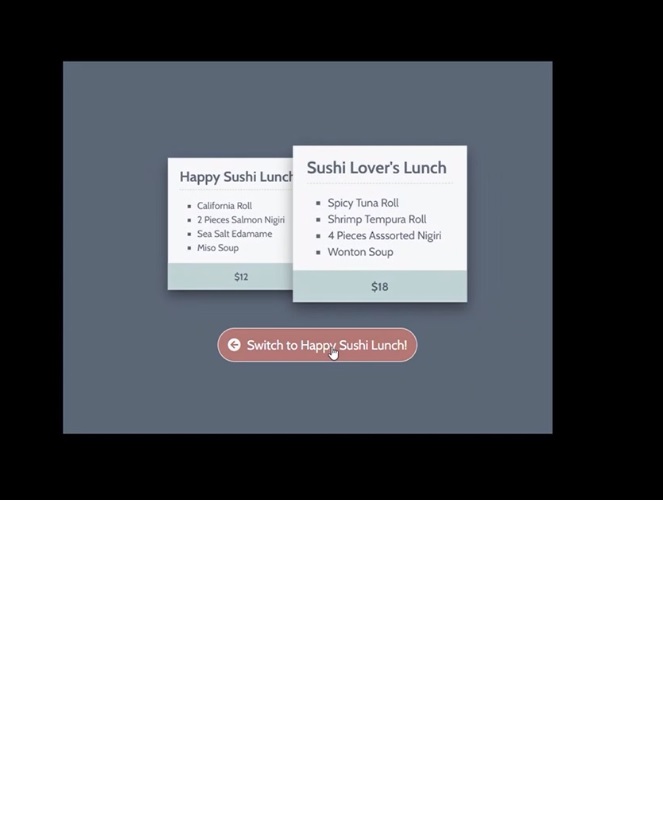 Happy Sushi Lunch
California Roll
2 Pieces Salmon Nigiri
Sea Salt Edamame
Miso Soup
$12
Sushi Lover's Lunch
Spicy Tuna Roll
Shrimp Tempura Roll
4 Pieces Asssorted Nigiri
Wonton Soup
$18
Switch to Happy Sushi Lunch!